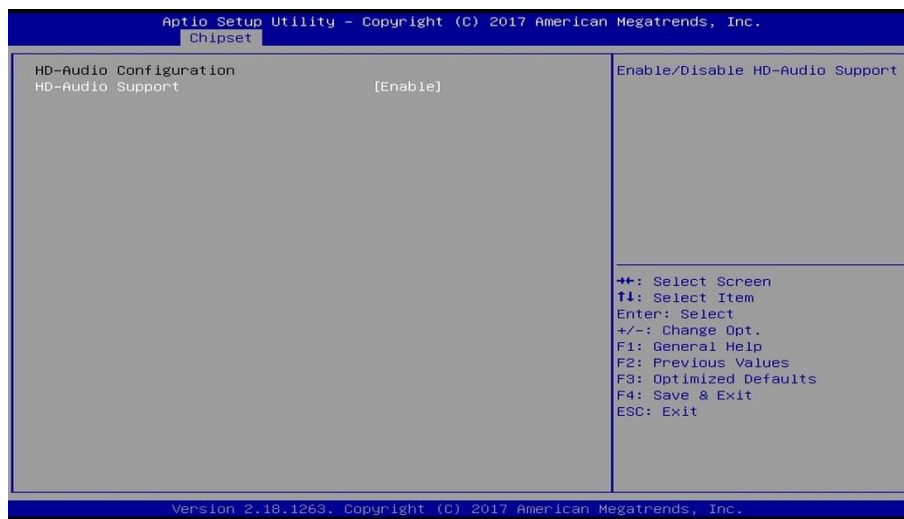 Aptio Setup Utility – Copyright (C) 2017 American Megatrends, Inc.
Chipset
HD-Audio Configuration
HD-Audio Support [Enable]
Enable/Disable HD-Audio Support
→←: Select Screen
↑↓: Select Item
Enter: Select
+/-: Change Opt.
F1: General Help
F2: Previous Values
F3: Optimized Defaults
F4: Save & Exit
ESC: Exit
Version 2.18.1263. Copyright (C) 2017 American Megatrends, Inc.